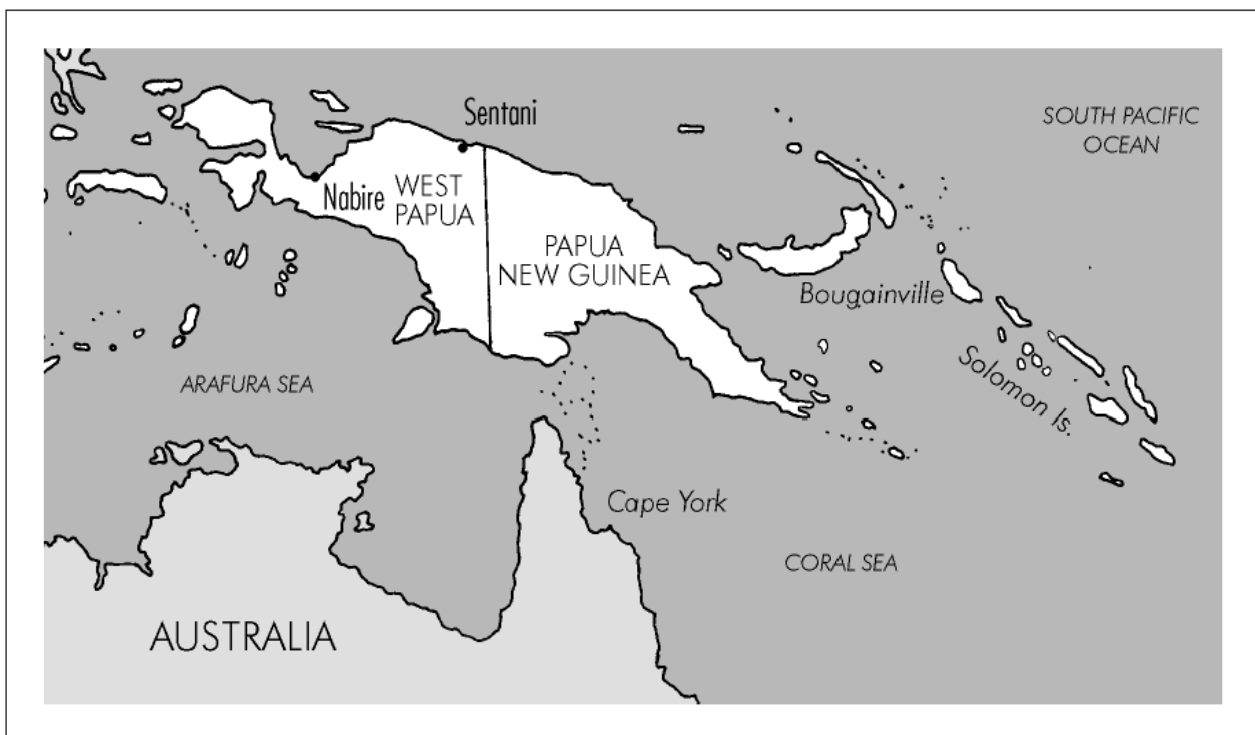 Sentani
SOUTH PACIFIC
OCEAN
Nabire
WEST
PAPUA
PAPUA
NEW GUINEA
Bougainville
Solomon Is.
ARAFURA SEA
Cape York
CORAL SEA
AUSTRALIA